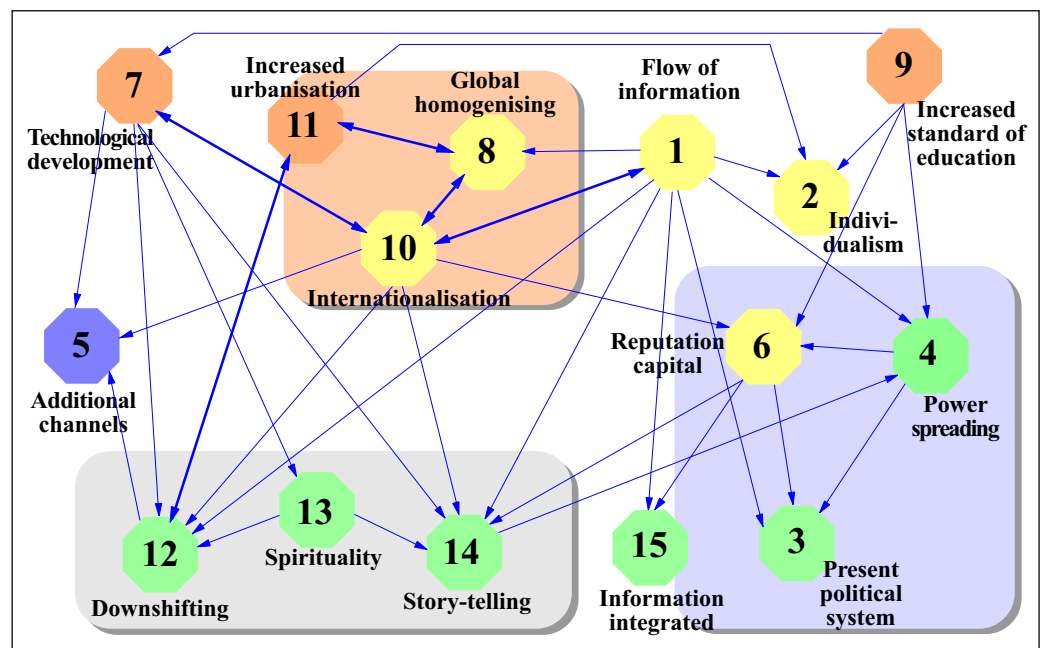 7
Technological
development
Increased
urbanisation
11
Global
homogenising
8
Flow of
information
1
9
Increased
standard of
education
2
Indivi-
dualism
10
Internationalisation
5
Additional
channels
Reputation
capital
6
4
Power
spreading
12
Downshifting
13
Spirituality
14
Story-telling
15
Information
integrated
3
Present
political
system